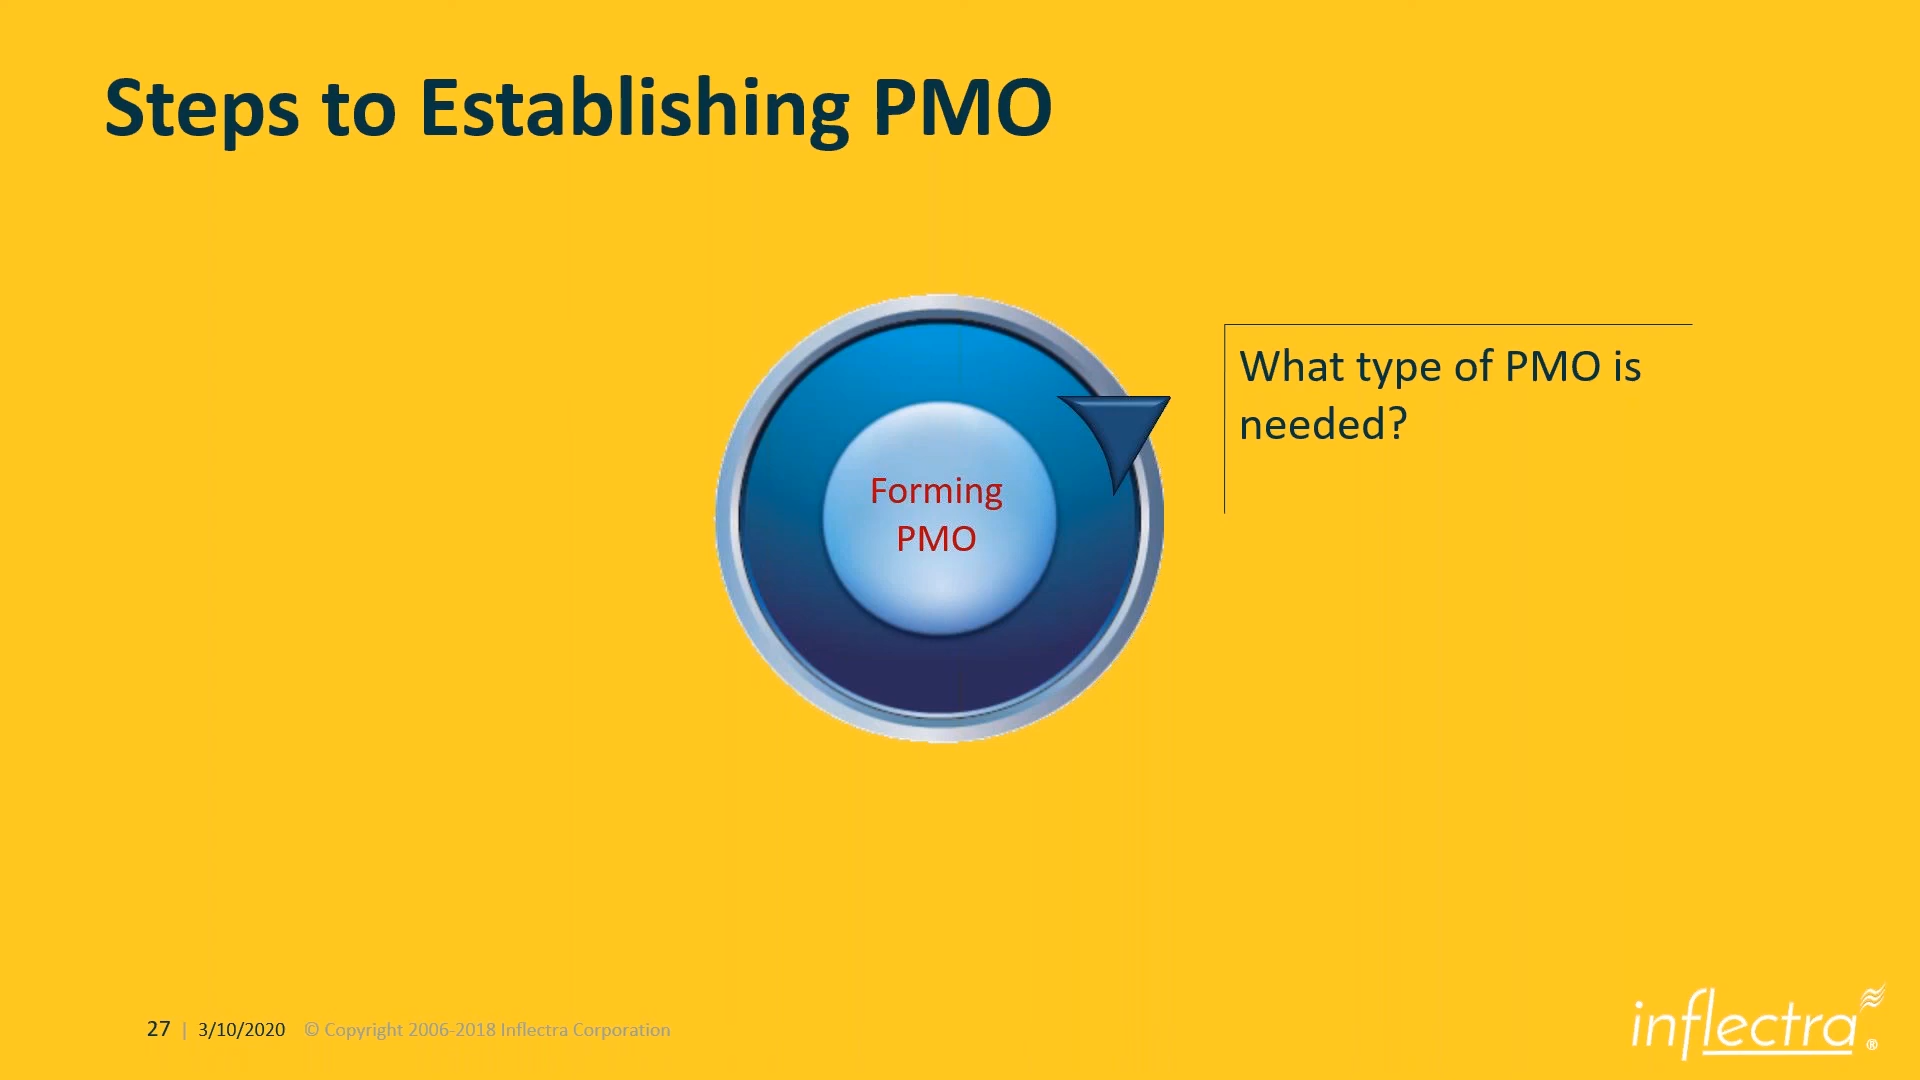 Steps to Establishing PMO
What type of PMO is
needed?
Forming
PMO
27 | 3/10/2020 © Copyright 2006-2018 Inflectra Corporation
inflectra®